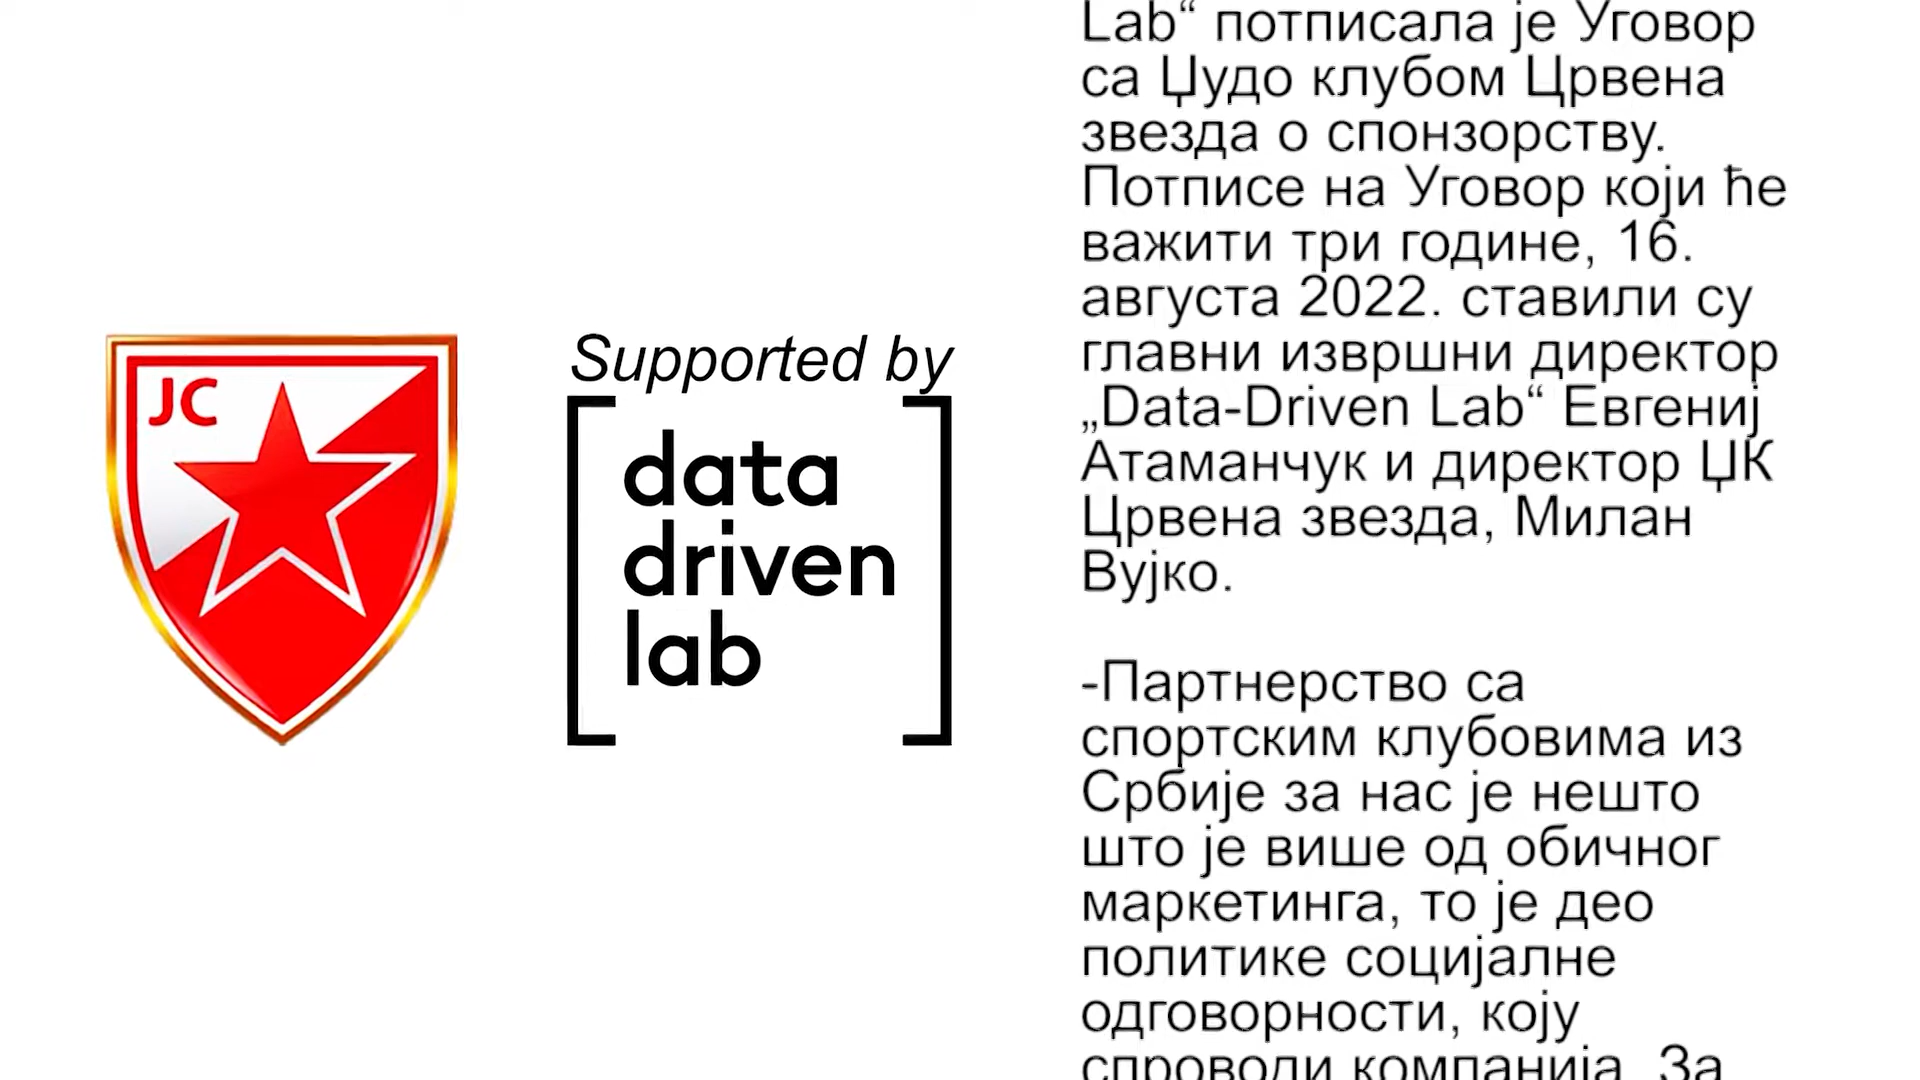 JC
Supported by
data
driven
lab
Lab“ потписала је Уговор
са Џудо клубом Црвена
звезда о спонзорству.
Потписе на Уговор који ће
важити три године, 16.
августа 2022. ставили су
главни извршни директор
„Data-Driven Lab“ Евгениј
Атаманчук и директор ЏК
Црвена звезда, Милан
Вујко.
-Партнерство са
спортским клубовима из
Србије за нас је нешто
што је више од обичног
маркетинга, то је део
политике социјалне
одговорности, коју
спроводи компанија. За